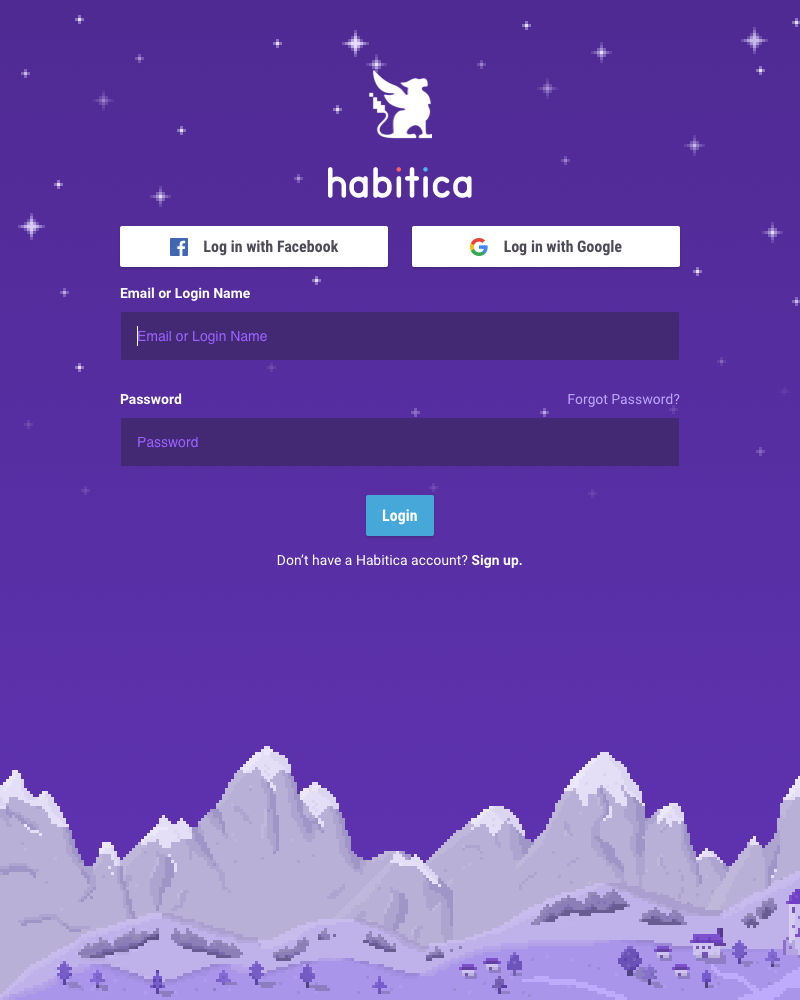 habitica
Log in with Facebook
Log in with Google
Email or Login Name
Email or Login Name
Password
Forgot Password?
Password
Login
Don’t have a Habitica account? Sign up.